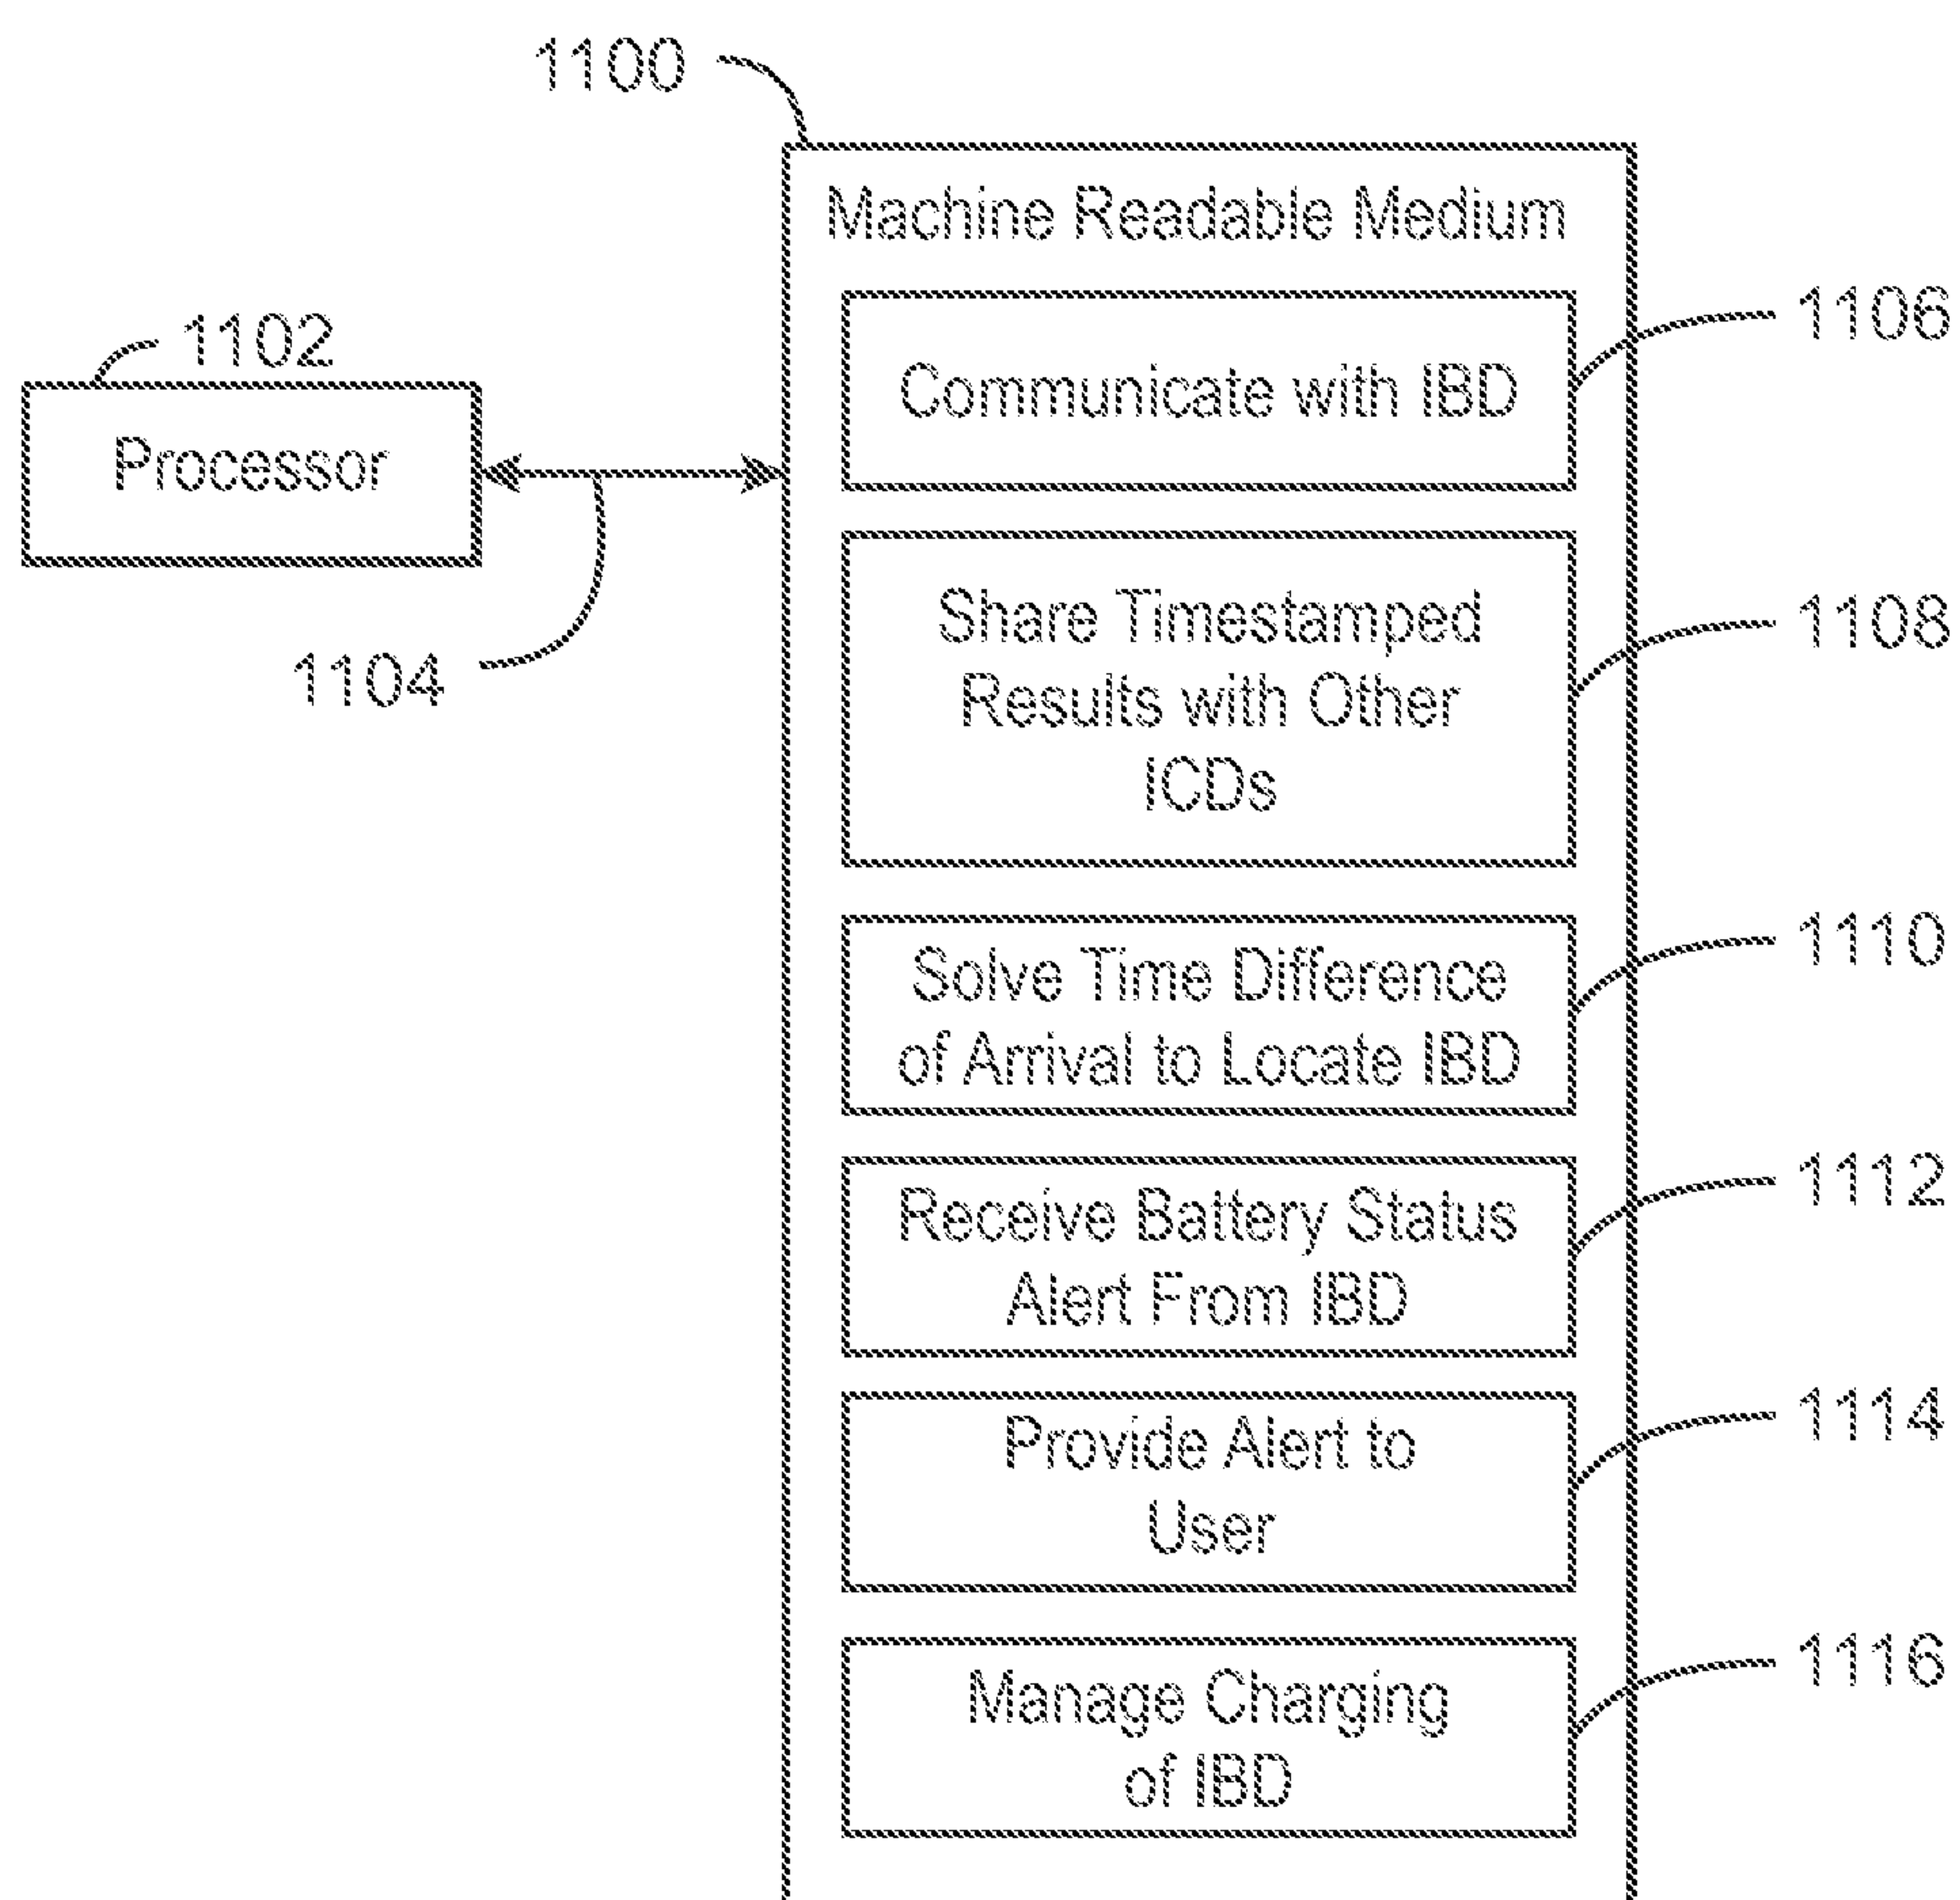 1100
Machine Readable Medium
1106
Communicate with IBD
1102
Processor
1104
Share Timestamped
Results with Other
ICDs
1108
Solve Time Difference
of Arrival to Locate IBD
1110
Receive Battery Status
Alert From IBD
1112
Provide Alert to
User
1114
Manage Charging
of IBD
1116